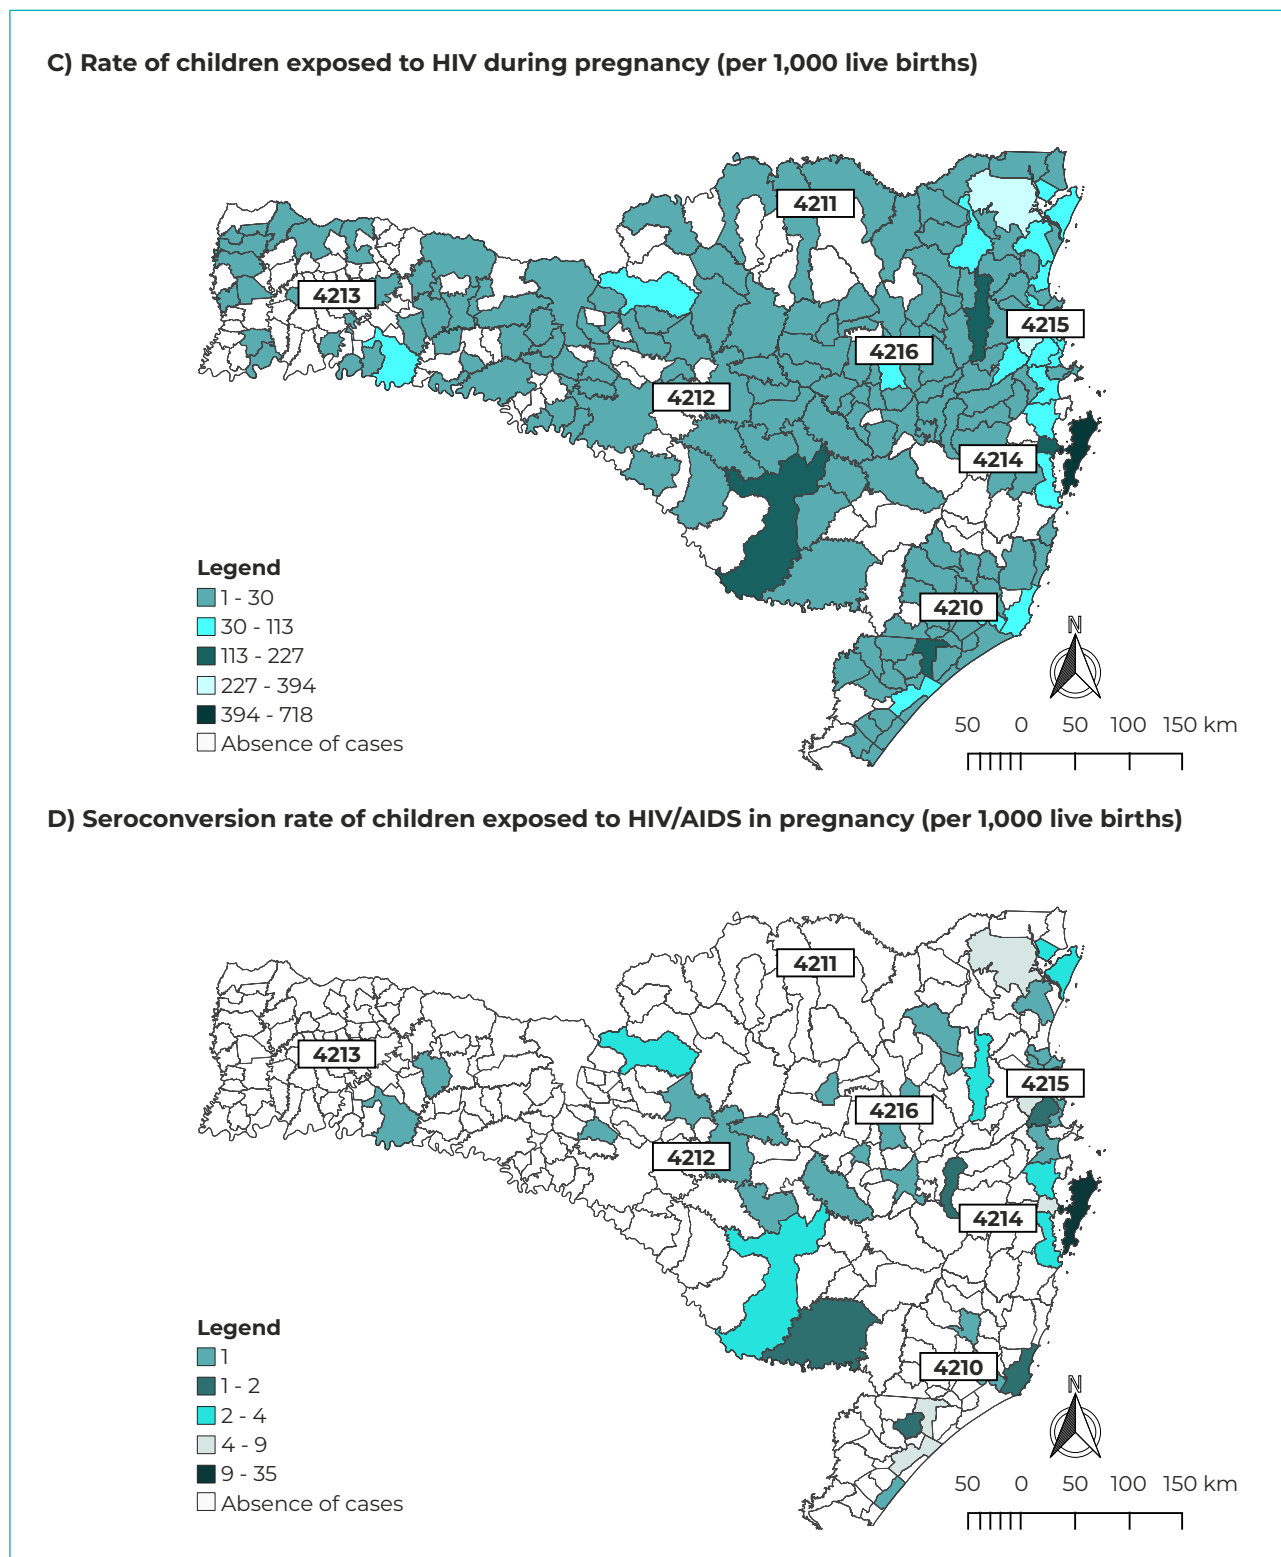 C) Rate of children exposed to HIV during pregnancy (per 1,000 live births)
4211
4213
4215
4216
4212
4214
4210
Legend
1 - 30
30 - 113
113 - 227
227 - 394
394 - 718
Absence of cases
N
50 0 50 100 150 km
D) Seroconversion rate of children exposed to HIV/AIDS in pregnancy (per 1,000 live births)
4211
4213
4215
4216
4212
4214
4210
Legend
1
1 - 2
2 - 4
4 - 9
9 - 35
Absence of cases
N
50 0 50 100 150 km